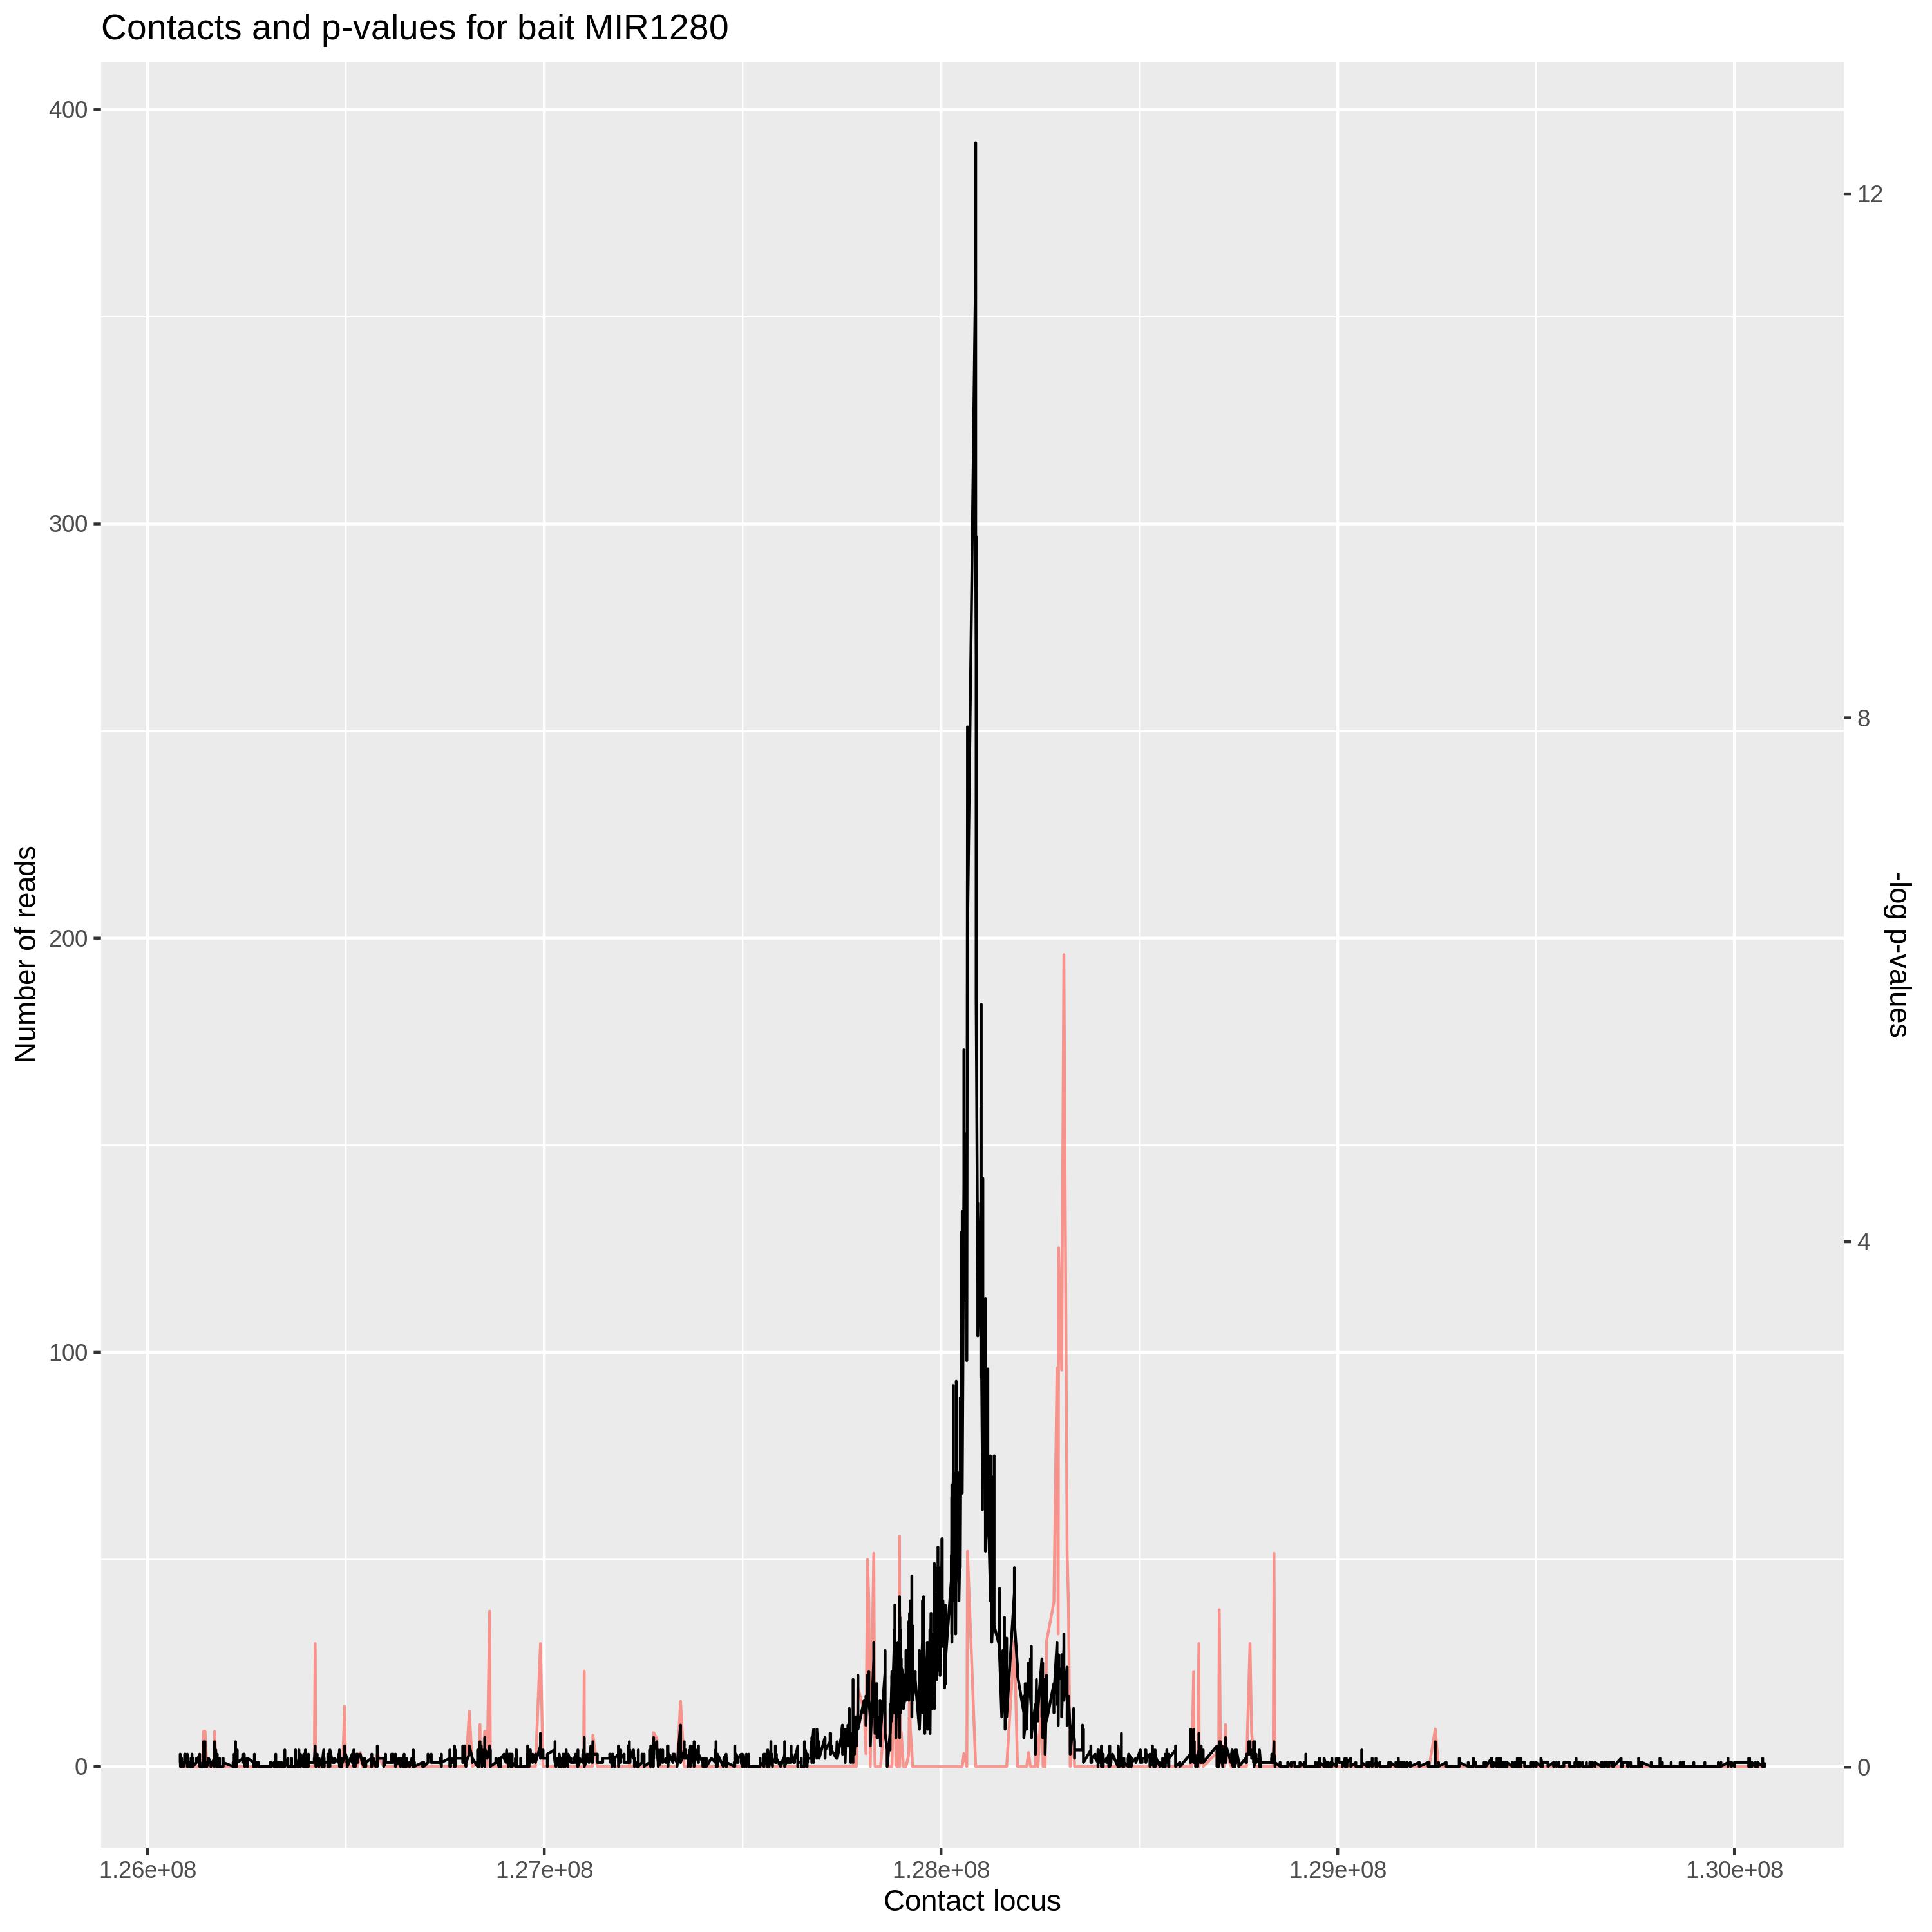 Contacts and p-values for bait MIR1280
400
300
200
100
0
12
8
4
0
Number of reads
-log p-values
1.26e+08
1.27e+08
1.28e+08
1.29e+08
1.30e+08
Contact locus